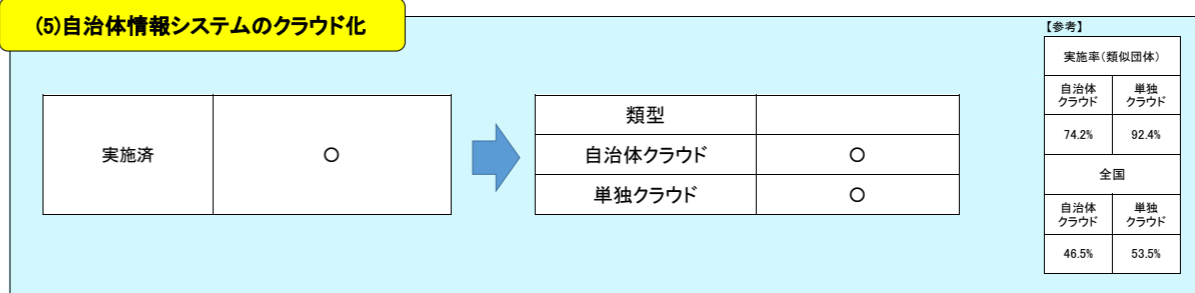 (5)自治体情報システムのクラウド化
【参考】
実施率(類似団体)
自治体
クラウド
単独
クラウド
74.2%
92.4%
全国
自治体
クラウド
単独
クラウド
46.5%
53.5%
実施済
○
類型
自治体クラウド
○
単独クラウド
○